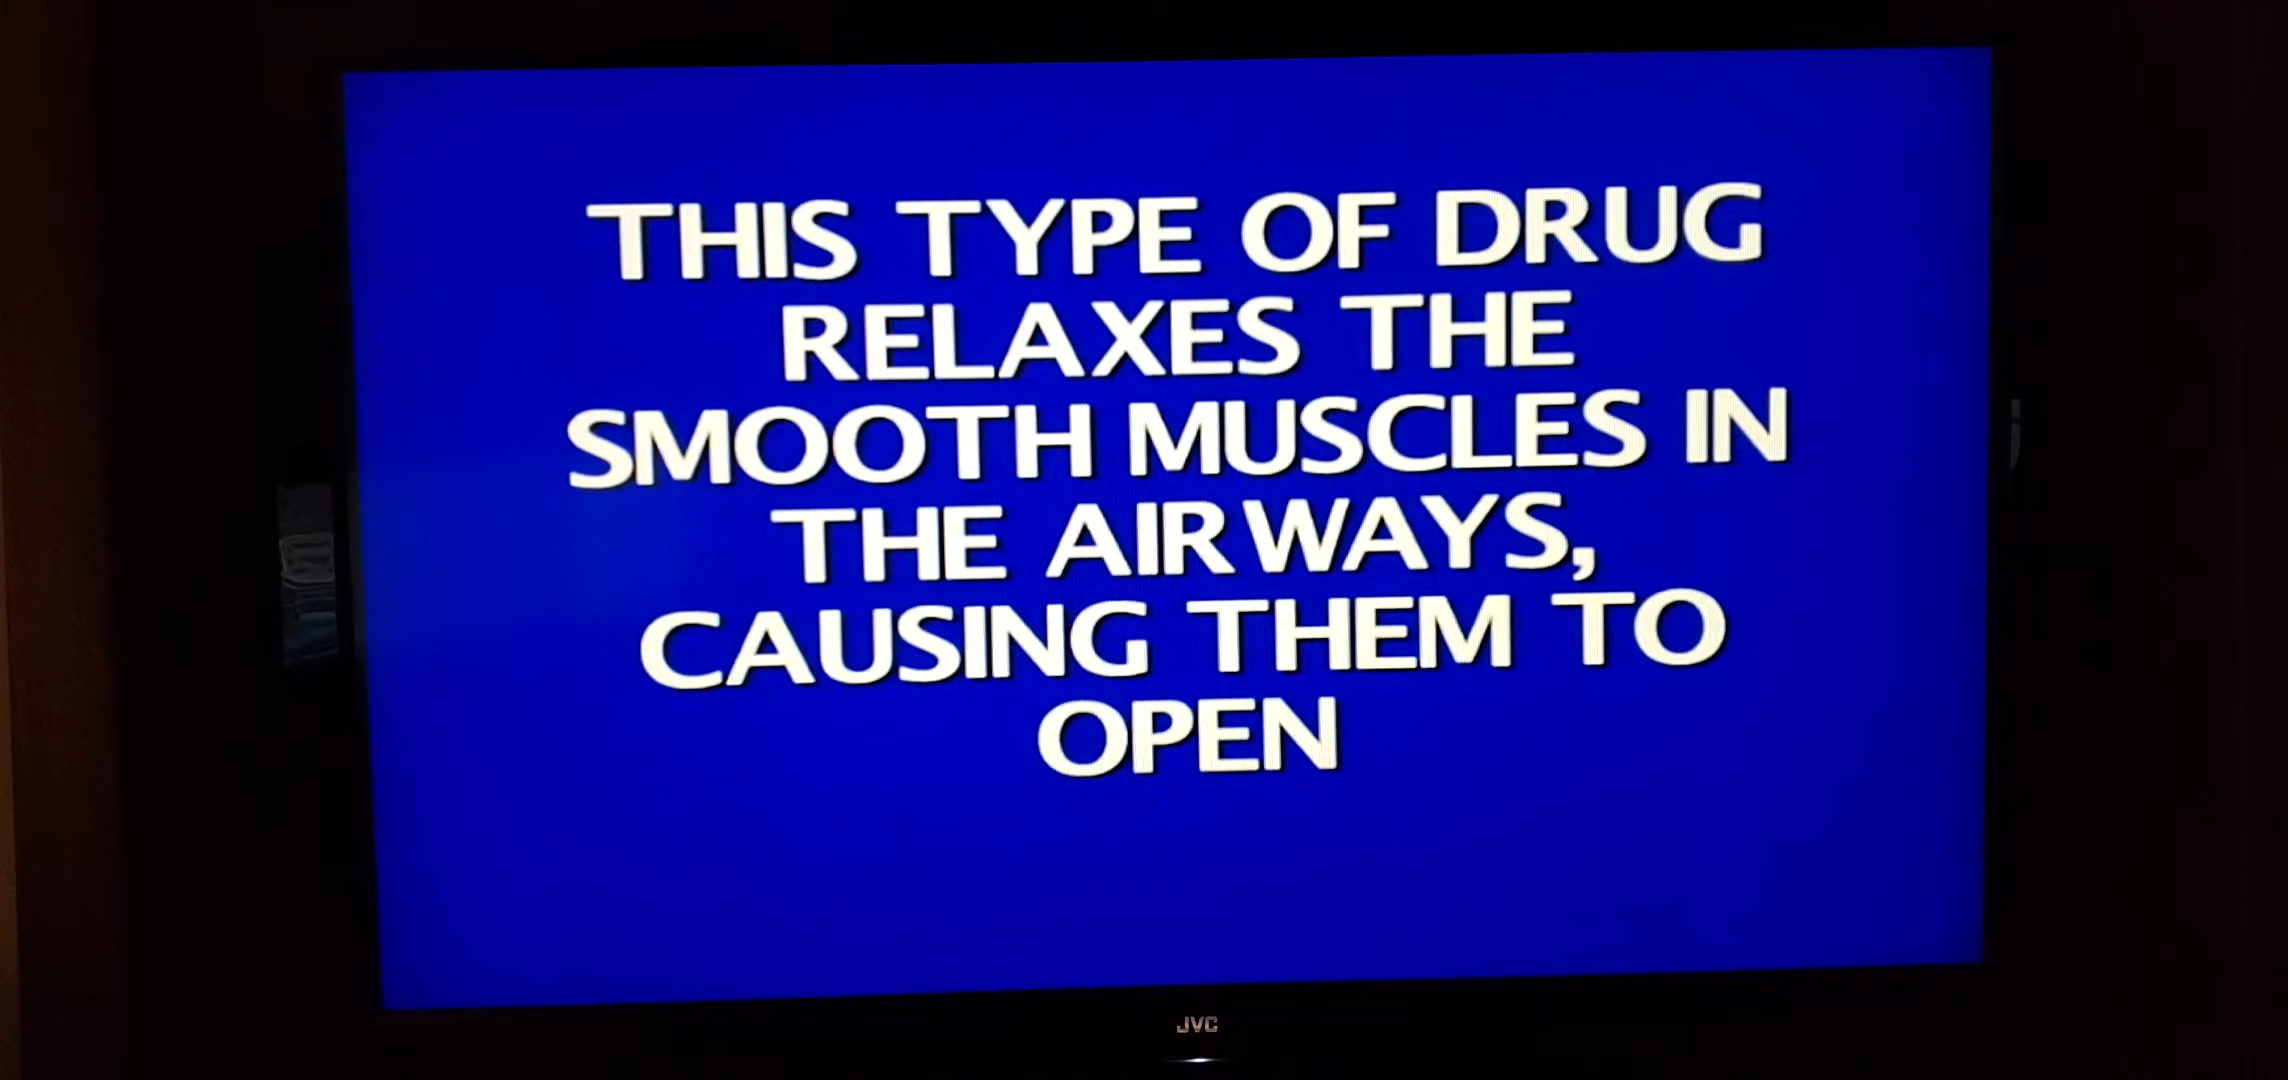 THIS TYPE OF DRUG
RELAXES THE
SMOOTH MUSCLES IN
THE AIRWAYS,
CAUSING THEM TO
OPEN
JVC